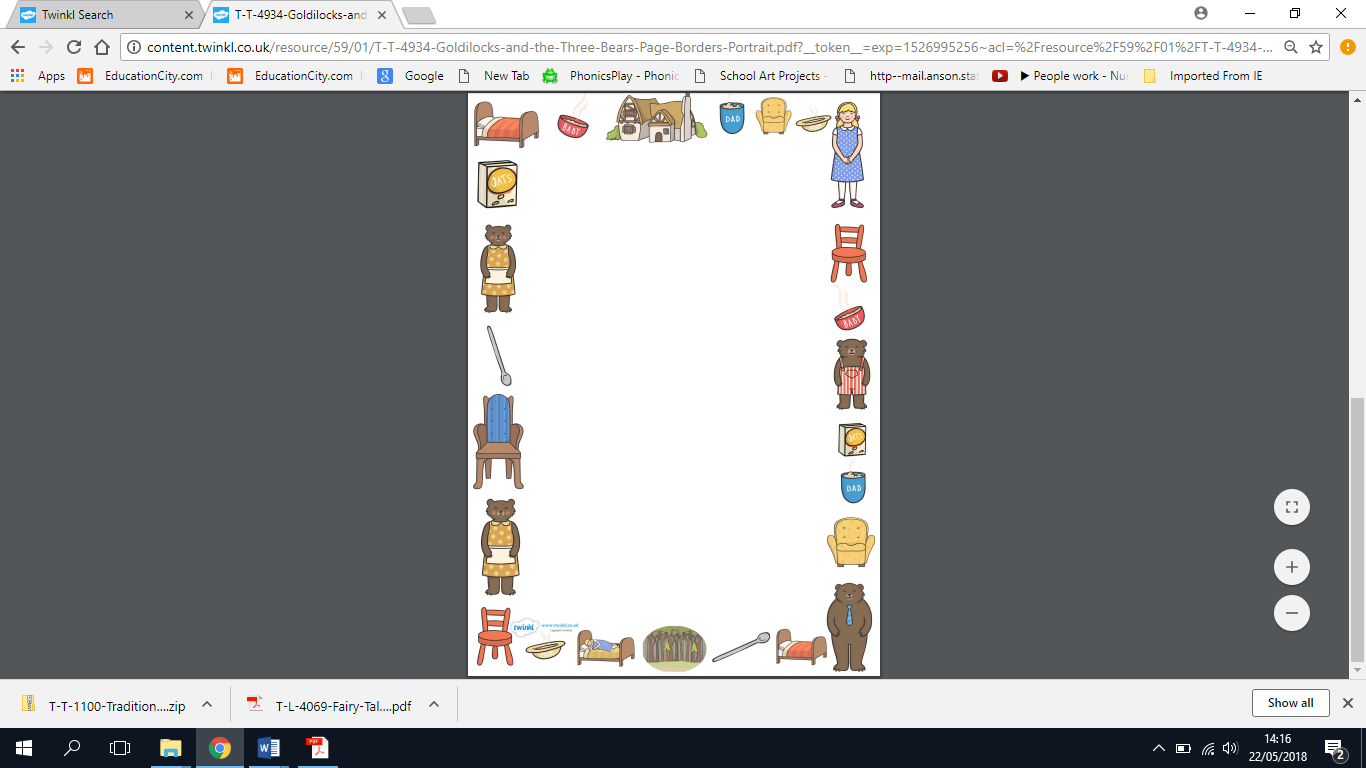 Twinkl Search
T-T-4934-Goldilocks-and
content.twinkl.co.uk/resource/59/01/T-T-4934-Goldilocks-and-the-Three-Bears-Page-Borders-Portrait.pdf?__token__=exp=1526995256~acl=%2Fresource%2F59%2F01%2FT-T-4934-...
Apps EducationCity.com EducationCity.com Google New Tab PhonicsPlay - Phonic School Art Projects - http--mail.anson.sta ▶ People work - Nur Imported From IE
BABY DAD
OATS
BABY
OATS
DAD
twinkl www.twinkl.co.uk
T-T-1100-Tradition....zip T-L-4069-Fairy-Tal....pdf Show all
14:16
22/05/2018
2